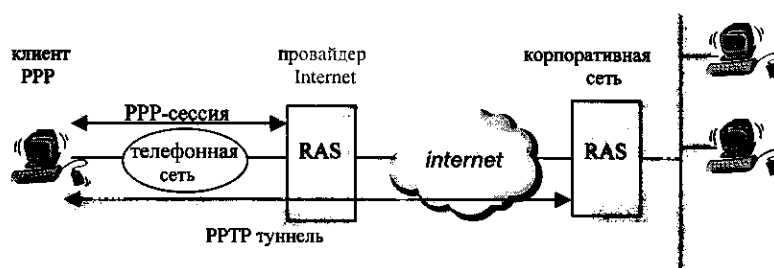 клиент
PPP
провайдер
Internet
корпоративная
сеть
PPP-сессия
телефонная
сеть
RAS
internet
RAS
PPTP туннель